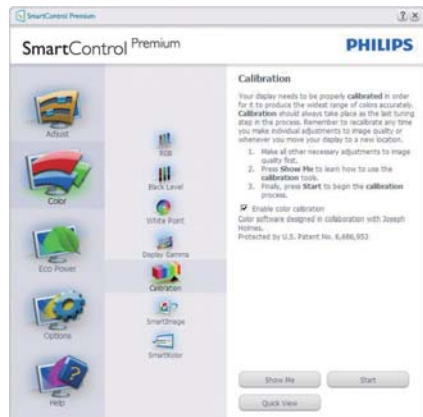 SmartControl Premium
SmartControl Premium
PHILIPS
Adjust
Color
Eco Power
Options
Help
RGB
Black Level
White Point
Display Gamma
Calibration
SmartImage
SmartKolor
Calibration
Your display needs to be properly calibrated in order
for it to produce the widest range of colors accurately.
Calibration should always take place as the last tuning
step in the process. Remember to recalibrate any time
you make individual adjustments to image quality or
whenever you move your display to a new location.
1. Make all other necessary adjustments to image
quality first.
2. Press Show Me to learn how to use the
calibration tools.
3. Finally, press Start to begin the calibration
process.
Enable color calibration
Color software designed in collaboration with Joseph
Holmes.
Protected by U.S. Patent No. 6,686,953
Show Me
Start
Quick View